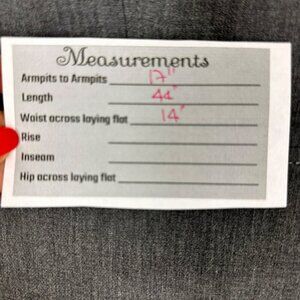 Measurements
Armpits to Armpits 17"
Length 44"
Waist across laying flat 14"
Rise
Inseam
Hip across laying flat